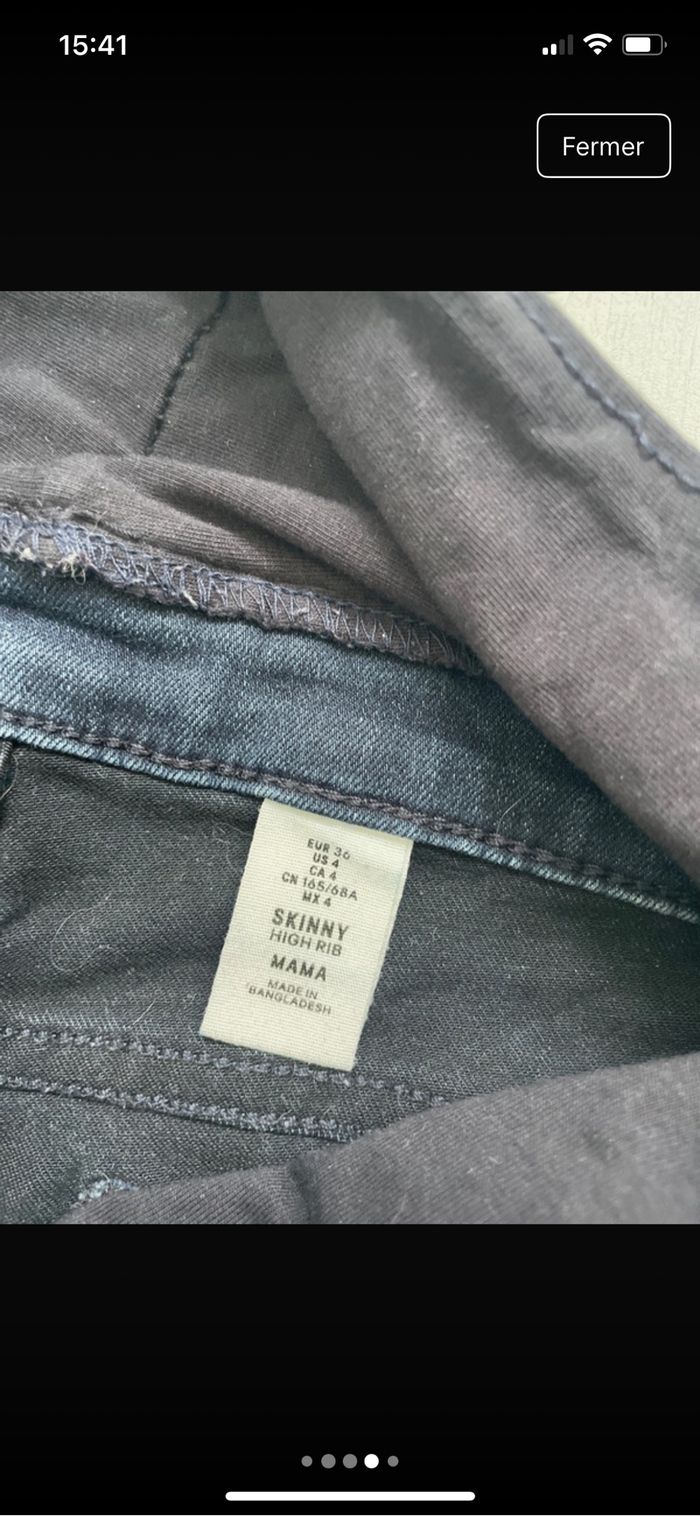 15:41
Fermer
EUR 36
US 4
CA 4
CN 165/68A
MX 4
SKINNY
HIGH RIB
MAMA
MADE IN
BANGLADESH